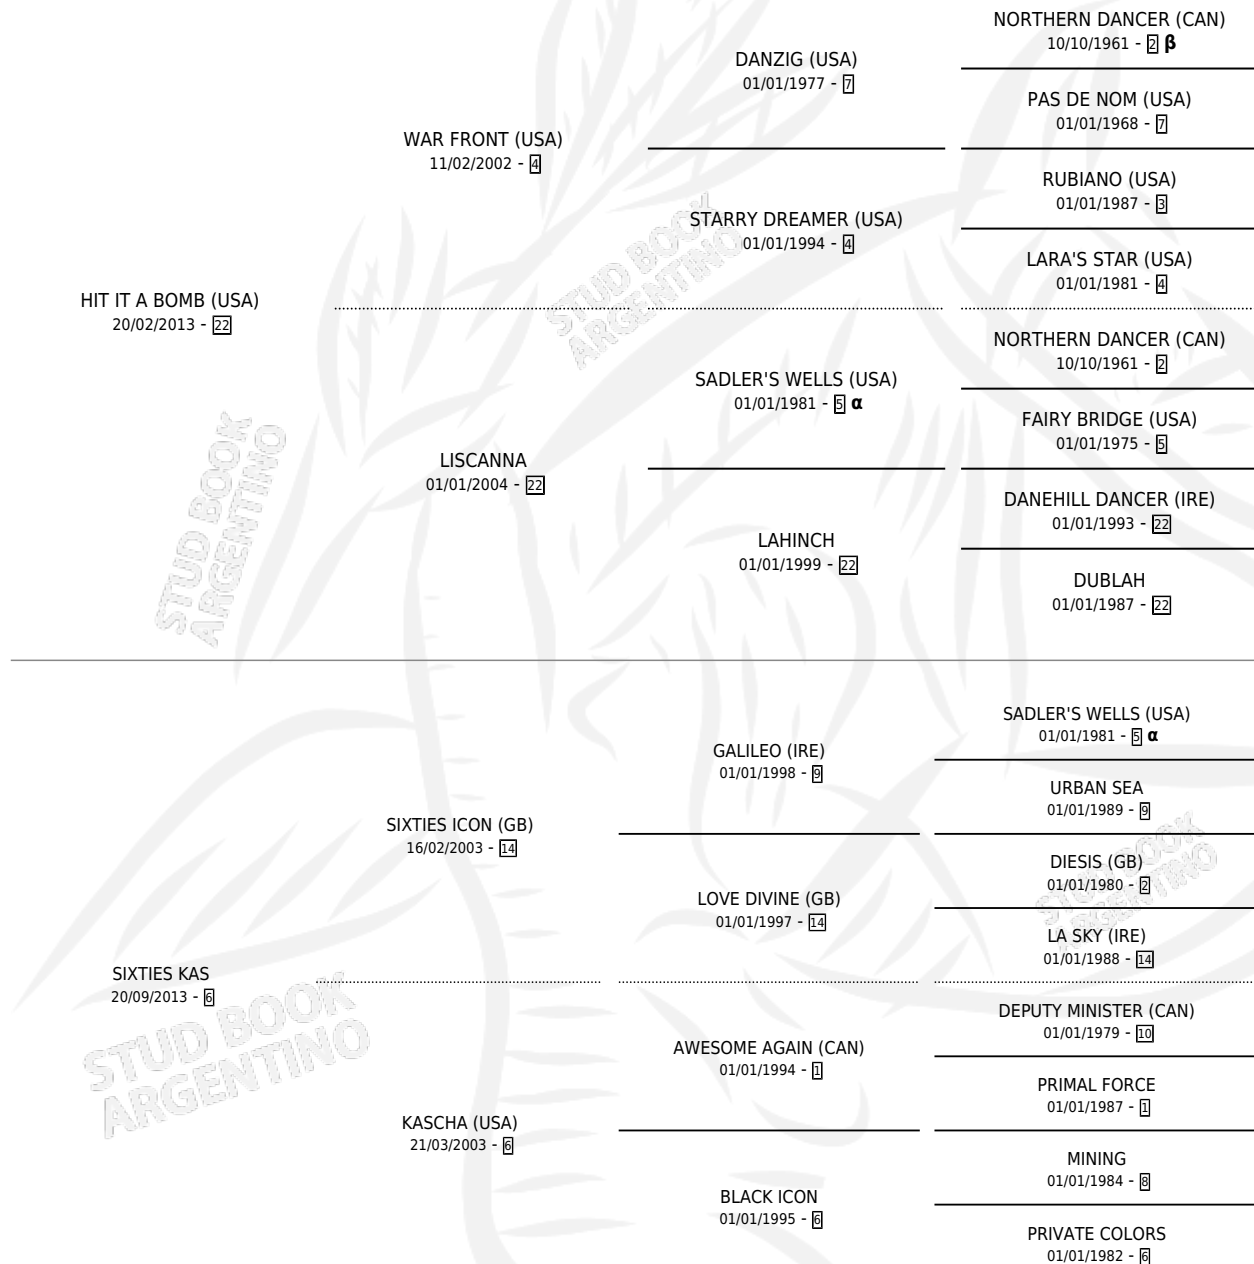 NORTHERN DANCER (CAN)
10/10/1961 - 2 β
DANZIG (USA)
01/01/1977 - 7
PAS DE NOM (USA)
01/01/1968 - 7
WAR FRONT (USA)
11/02/2002 - 4
RUBIANO (USA)
01/01/1987 - 3
STARRY DREAMER (USA)
01/01/1994 - 4
LARA'S STAR (USA)
01/01/1981 - 4
HIT IT A BOMB (USA)
20/02/2013 - 22
NORTHERN DANCER (CAN)
10/10/1961 - 2
SADLER'S WELLS (USA)
01/01/1981 - 5 α
FAIRY BRIDGE (USA)
01/01/1975 - 5
LISCANNA
01/01/2004 - 22
DANEHILL DANCER (IRE)
01/01/1993 - 22
LAHINCH
01/01/1999 - 22
DUBLAH
01/01/1987 - 22
SADLER'S WELLS (USA)
01/01/1981 - 5 α
GALILEO (IRE)
01/01/1998 - 9
URBAN SEA
01/01/1989 - 9
SIXTIES ICON (GB)
16/02/2003 - 14
DIESIS (GB)
01/01/1980 - 2
LOVE DIVINE (GB)
01/01/1997 - 14
LA SKY (IRE)
01/01/1988 - 14
SIXTIES KAS
20/09/2013 - 6
DEPUTY MINISTER (CAN)
01/01/1979 - 10
AWESOME AGAIN (CAN)
01/01/1994 - 1
PRIMAL FORCE
01/01/1987 - 1
KASCHA (USA)
21/03/2003 - 6
MINING
01/01/1984 - 8
BLACK ICON
01/01/1995 - 6
PRIVATE COLORS
01/01/1982 - 6
STUD BOOK
ARGENTINO
STUD BOOK
ARGENTINO
STUD BOOK
ARGENTINO
STUD BOOK
ARGENTINO